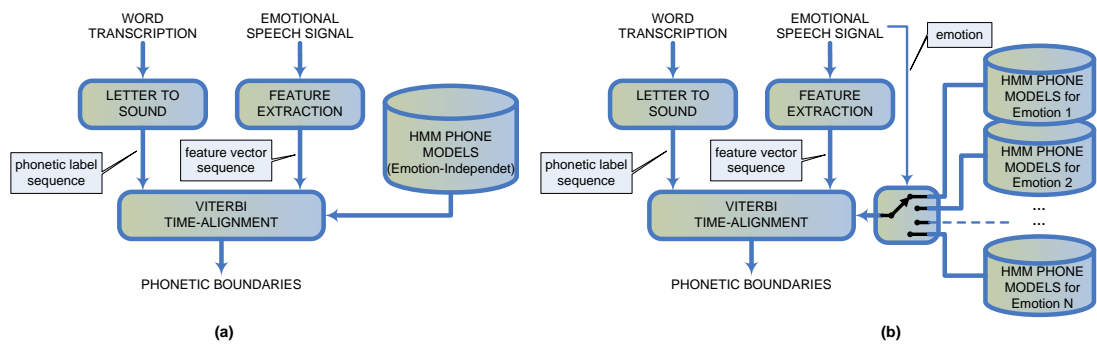 WORD
TRANSCRIPTION
EMOTIONAL
SPEECH SIGNAL
LETTER TO
SOUND
FEATURE
EXTRACTION
HMM PHONE
MODELS
(Emotion-Independet)
phonetic label
sequence
feature vector
sequence
VITERBI
TIME-ALIGNMENT
PHONETIC BOUNDARIES
(a)
WORD
TRANSCRIPTION
EMOTIONAL
SPEECH SIGNAL
emotion
LETTER TO
SOUND
FEATURE
EXTRACTION
HMM PHONE
MODELS for
Emotion 1
phonetic label
sequence
feature vector
sequence
HMM PHONE
MODELS for
Emotion 2
...
...
VITERBI
TIME-ALIGNMENT
HMM PHONE
MODELS for
Emotion N
PHONETIC BOUNDARIES
(b)